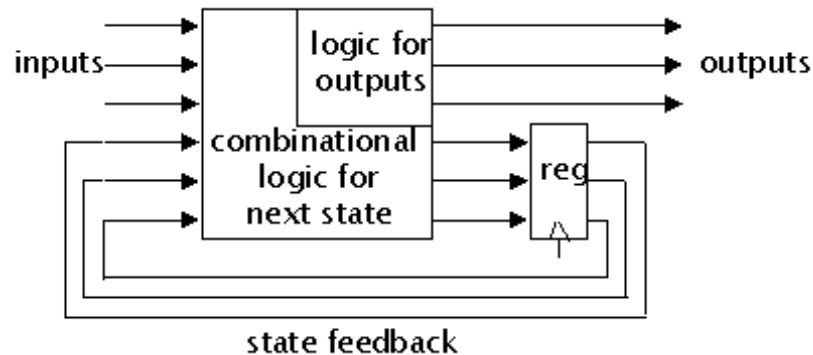 inputs
logic for
outputs
outputs
combinational
logic for
next state
reg
state feedback